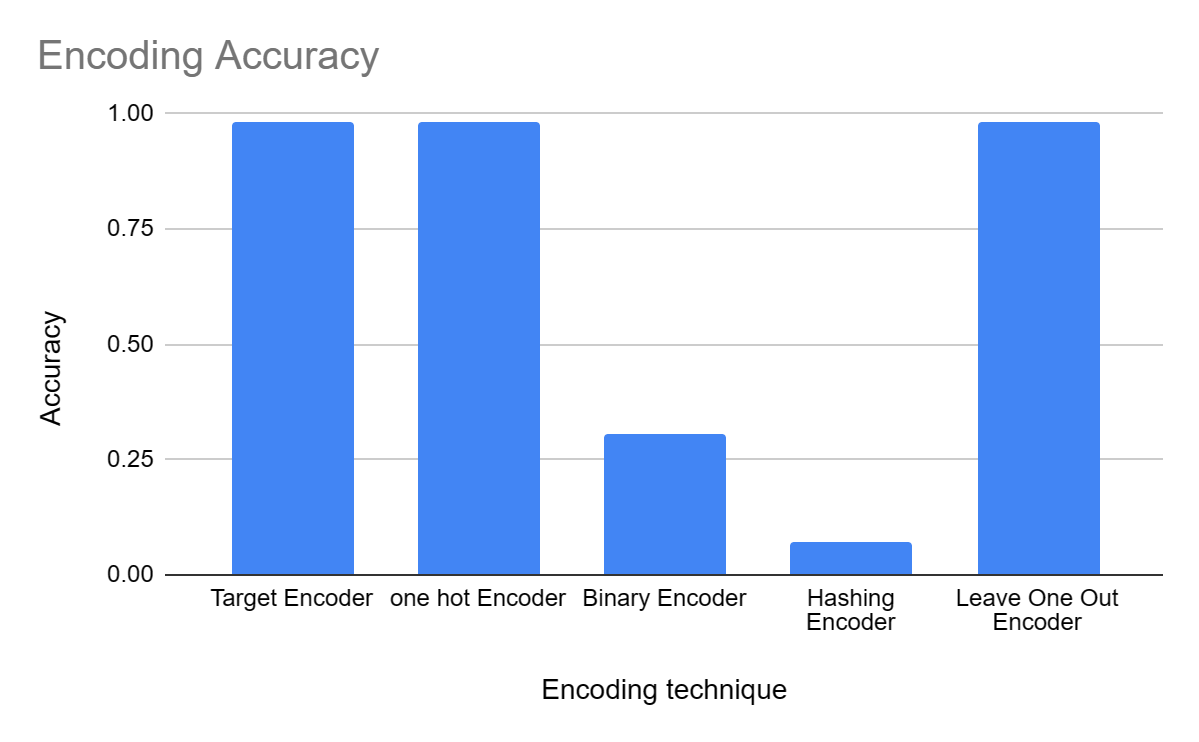 Encoding Accuracy
1.00
0.75
0.50
0.25
0.00
Accuracy
Target Encoder
one hot Encoder
Binary Encoder
Hashing
Encoder
Leave One Out
Encoder
Encoding technique